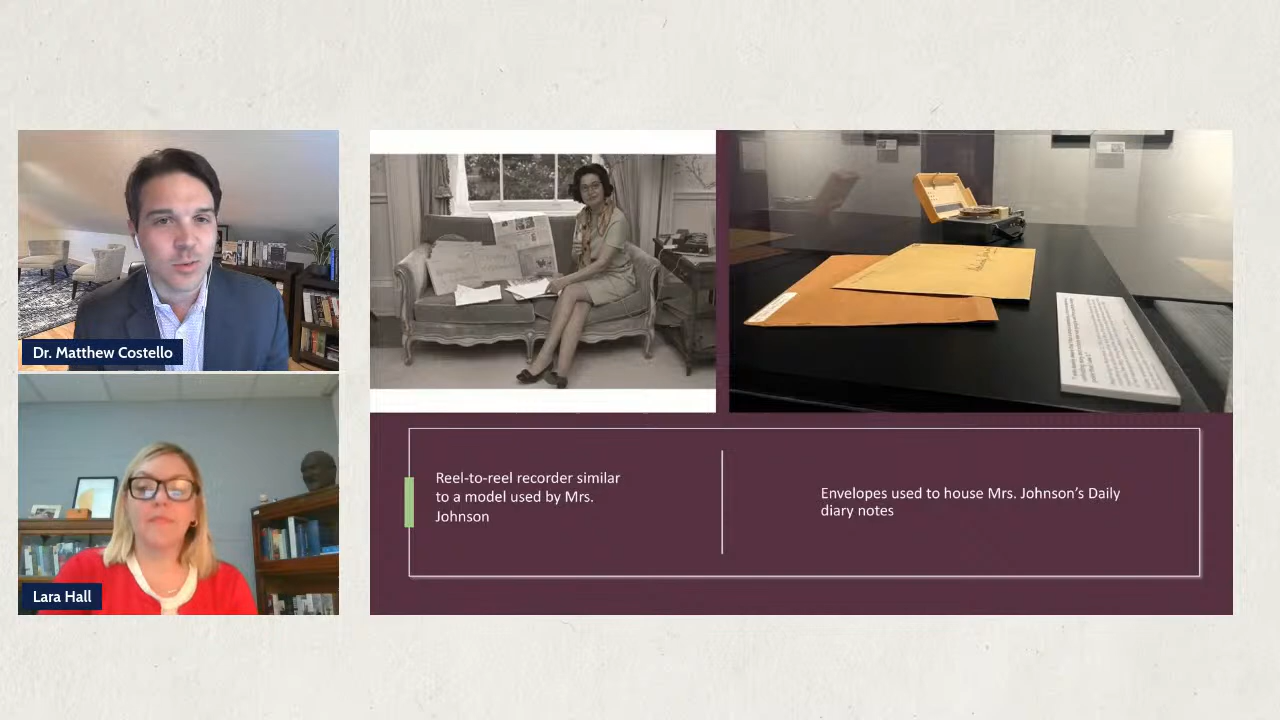 Dr. Matthew Costello
Lara Hall
Reel-to-reel recorder similar
to a model used by Mrs.
Johnson
Envelopes used to house Mrs. Johnson's Daily
diary notes